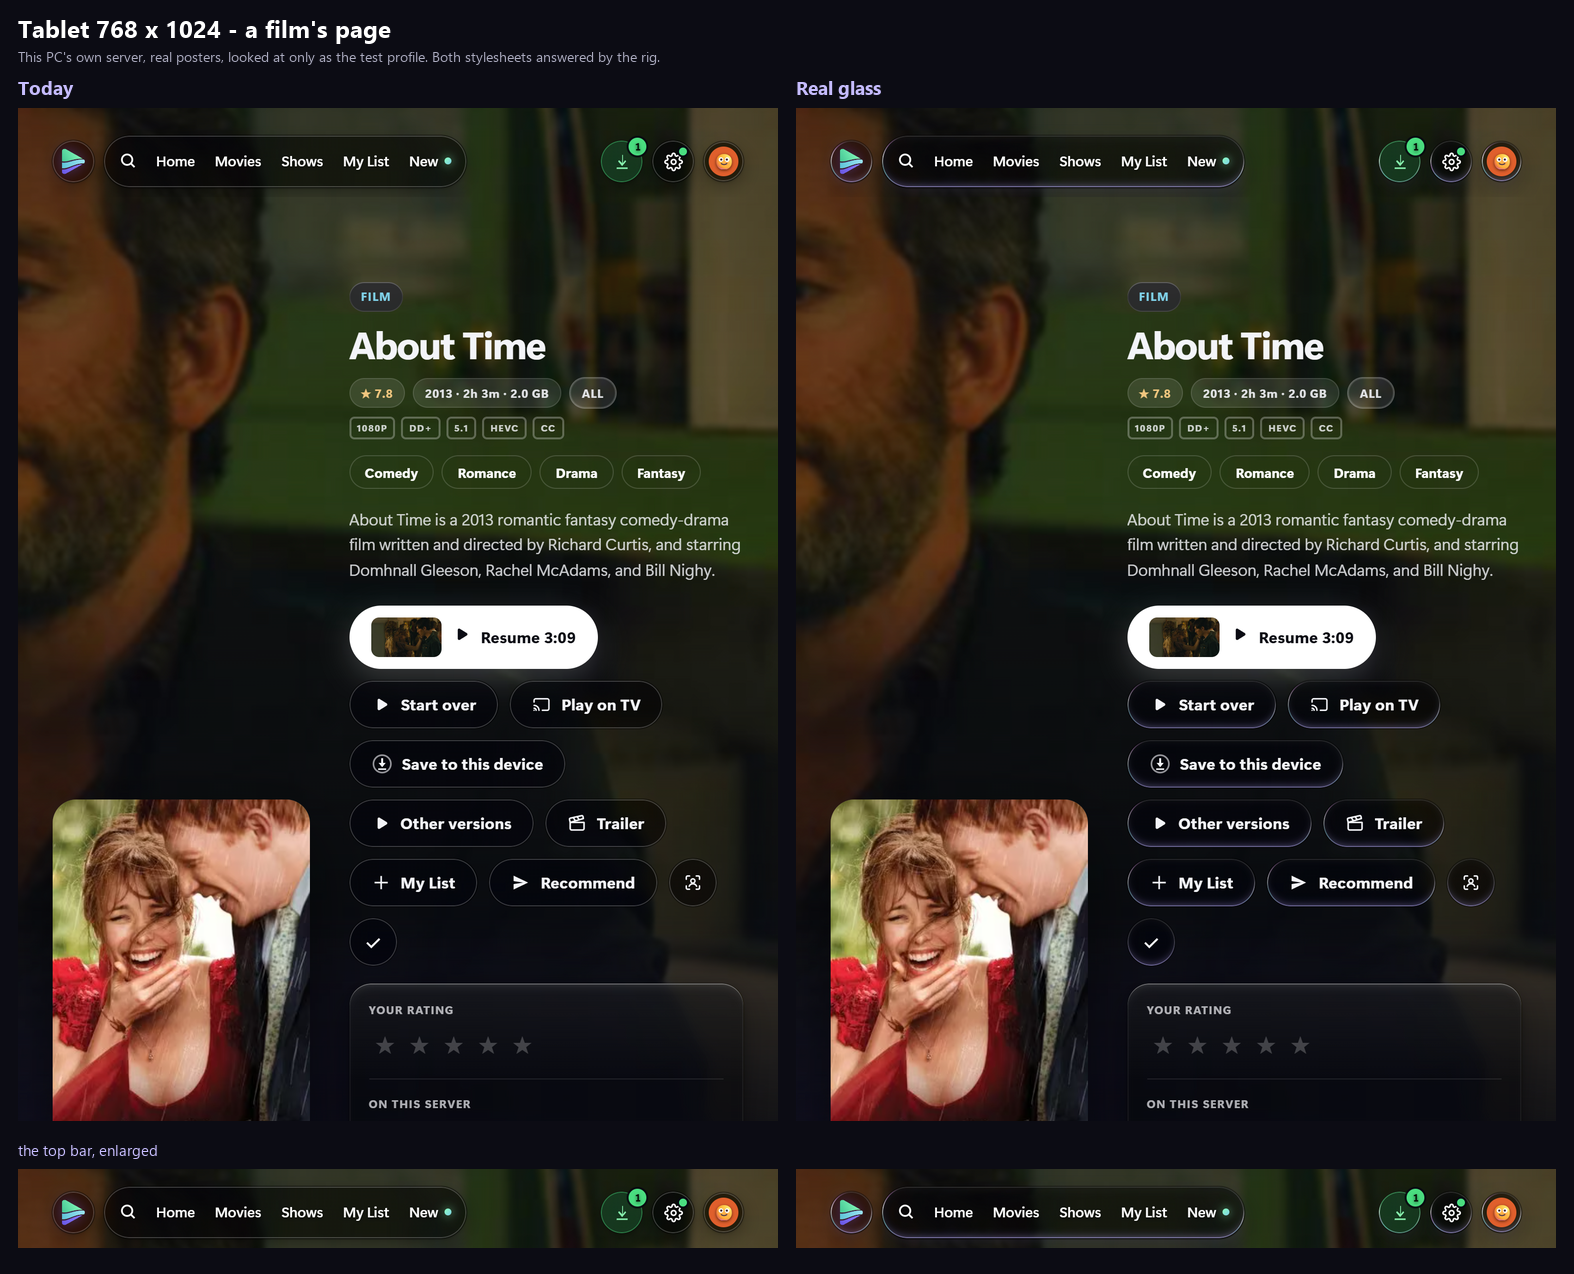 Tablet 768 x 1024 - a film's page
This PC's own server, real posters, looked at only as the test profile. Both stylesheets answered by the rig.
Today
Home Movies Shows My List New 1
FILM
About Time
★ 7.8 2013 · 2h 3m · 2.0 GB ALL
1080P DD+ 5.1 HEVC CC
Comedy Romance Drama Fantasy
About Time is a 2013 romantic fantasy comedy-drama
film written and directed by Richard Curtis, and starring
Domhnall Gleeson, Rachel McAdams, and Bill Nighy.
Resume 3:09
Start over Play on TV
Save to this device
Other versions Trailer
My List Recommend
YOUR RATING
ON THIS SERVER
Real glass
Home Movies Shows My List New 1
FILM
About Time
★ 7.8 2013 · 2h 3m · 2.0 GB ALL
1080P DD+ 5.1 HEVC CC
Comedy Romance Drama Fantasy
About Time is a 2013 romantic fantasy comedy-drama
film written and directed by Richard Curtis, and starring
Domhnall Gleeson, Rachel McAdams, and Bill Nighy.
Resume 3:09
Start over Play on TV
Save to this device
Other versions Trailer
My List Recommend
YOUR RATING
ON THIS SERVER
the top bar, enlarged
Home Movies Shows My List New 1
Home Movies Shows My List New 1